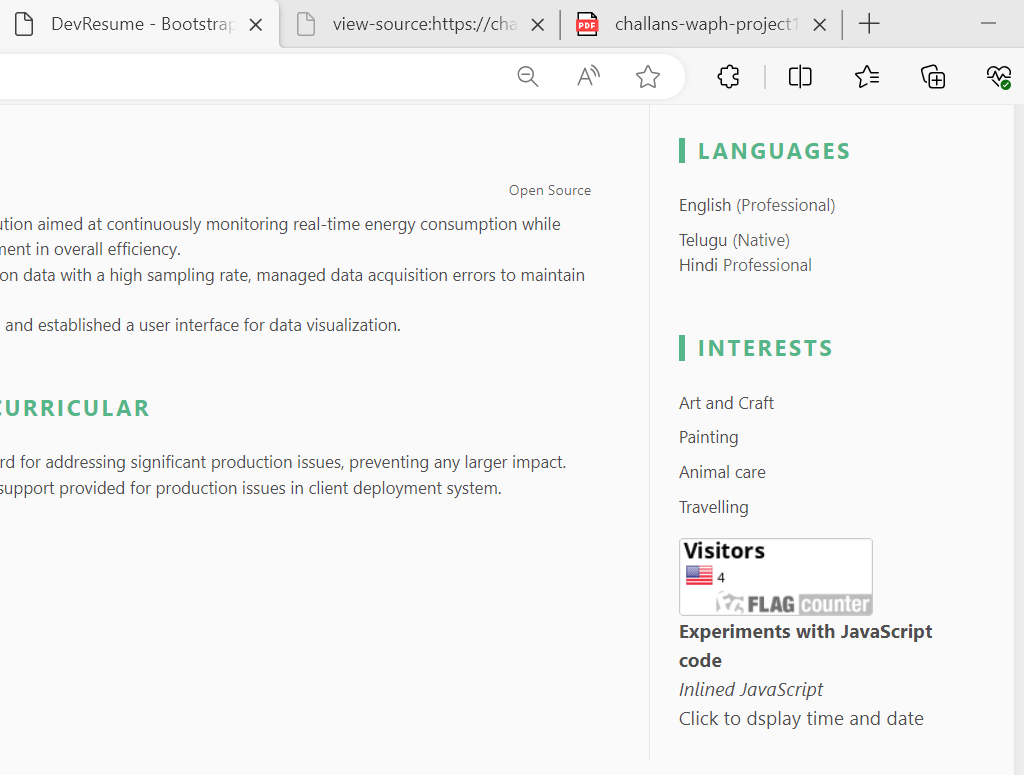 DevResume - Bootstrap
view-source:https://cha
challans-waph-project1
Open Source
ution aimed at continuously monitoring real-time energy consumption while
ment in overall efficiency.
on data with a high sampling rate, managed data acquisition errors to maintain
and established a user interface for data visualization.
CURRICULAR
rd for addressing significant production issues, preventing any larger impact.
support provided for production issues in client deployment system.
LANGUAGES
English (Professional)
Telugu (Native)
Hindi Professional
INTERESTS
Art and Craft
Painting
Animal care
Travelling
Visitors
4
FLAG counter
Experiments with JavaScript
code
Inlined JavaScript
Click to dsplay time and date